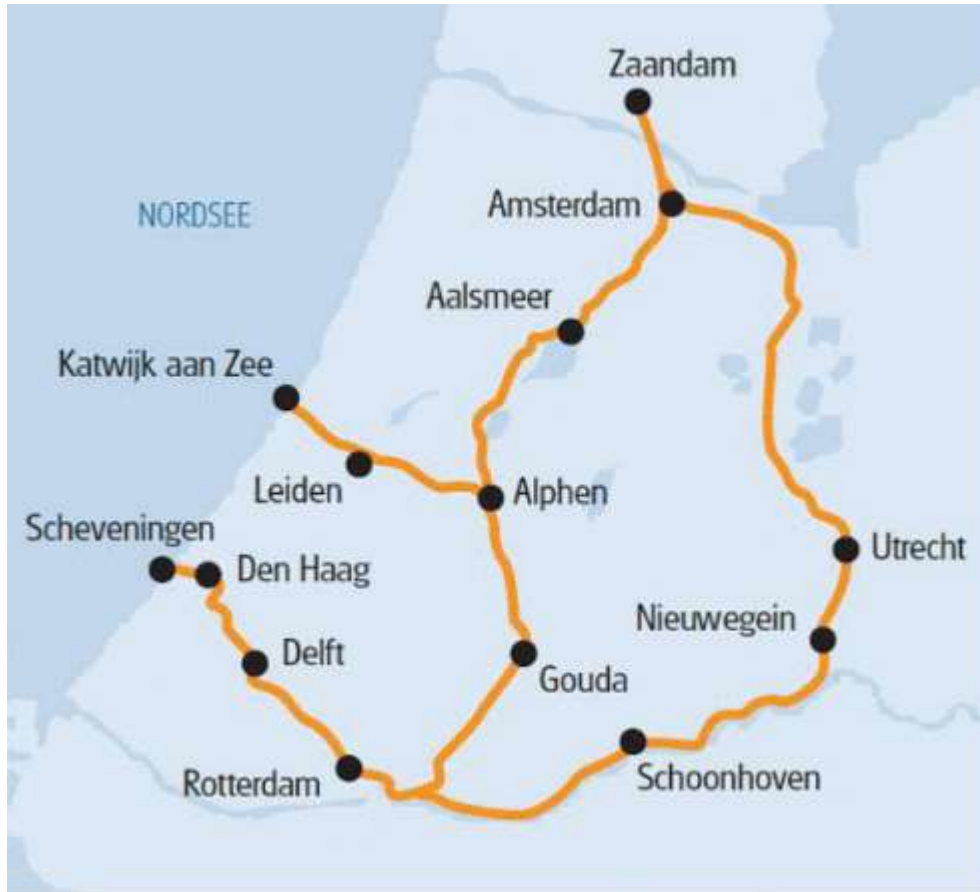 Zaandam
Amsterdam
NORDSEE
Aalsmeer
Katwijk aan Zee
Leiden
Alphen
Scheveningen
Den Haag
Utrecht
Nieuwegein
Delft
Gouda
Rotterdam
Schoonhoven